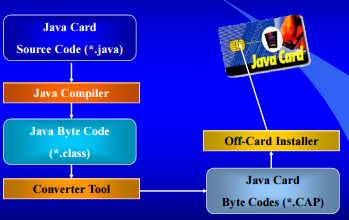 Java Card
Source Code (*.java)
Java Compiler
Java Byte Code
(*.class)
Converter Tool
Java Card
Off-Card Installer
Java Card
Byte Codes (*.CAP)